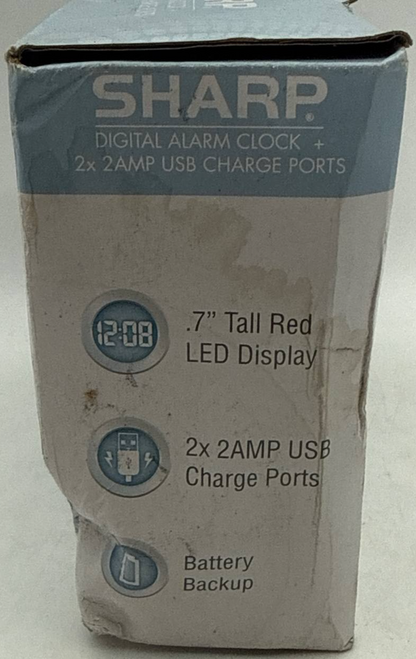 SHARP®
DIGITAL ALARM CLOCK +
2x 2AMP USB CHARGE PORTS
12:08
.7” Tall Red
LED Display
2x 2AMP USB
Charge Ports
Battery
Backup